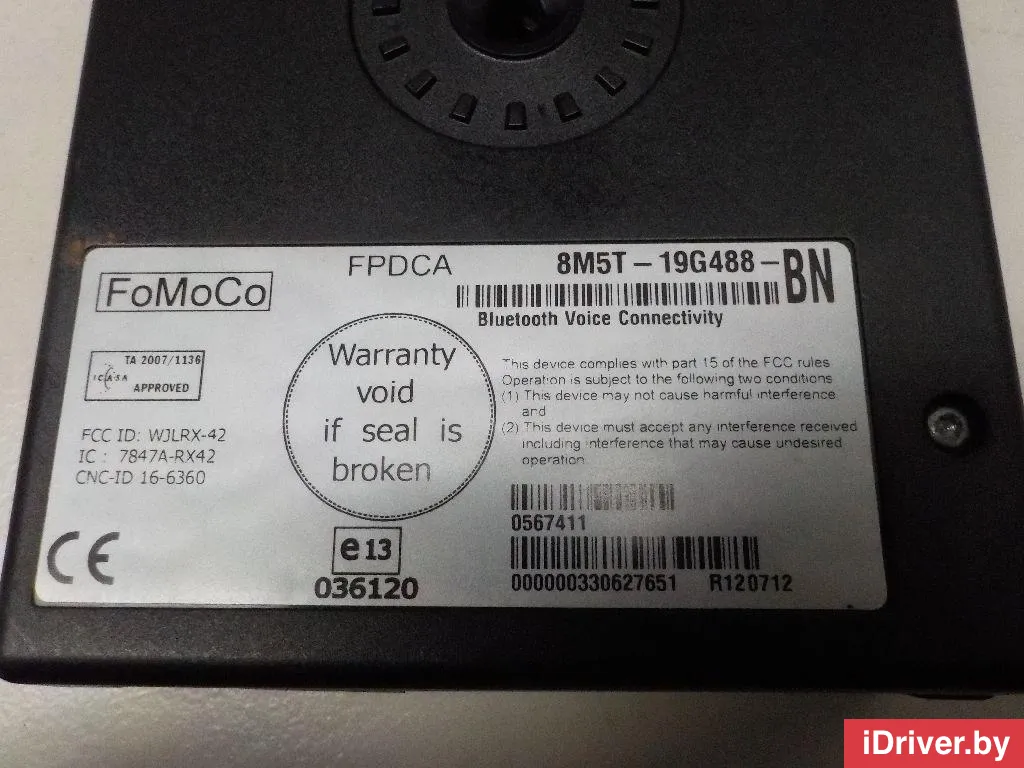 FoMoCo
FPDCA
8M5T - 19G488 - BN
Bluetooth Voice Connectivity
TA 2007/1136
ICASA
APPROVED
FCC ID: WJLRX-42
IC : 7847A-RX42
CNC-ID 16-6360
CE
Warranty
void
if seal is
broken
e13
036120
This device complies with part 15 of the FCC rules
Operation is subject to the following two conditions
(1) This device may not cause harmful interference
and
(2) This device must accept any interference received
including interference that may cause undesired
operation
0567411
000000330627651 R120712
iDriver.by